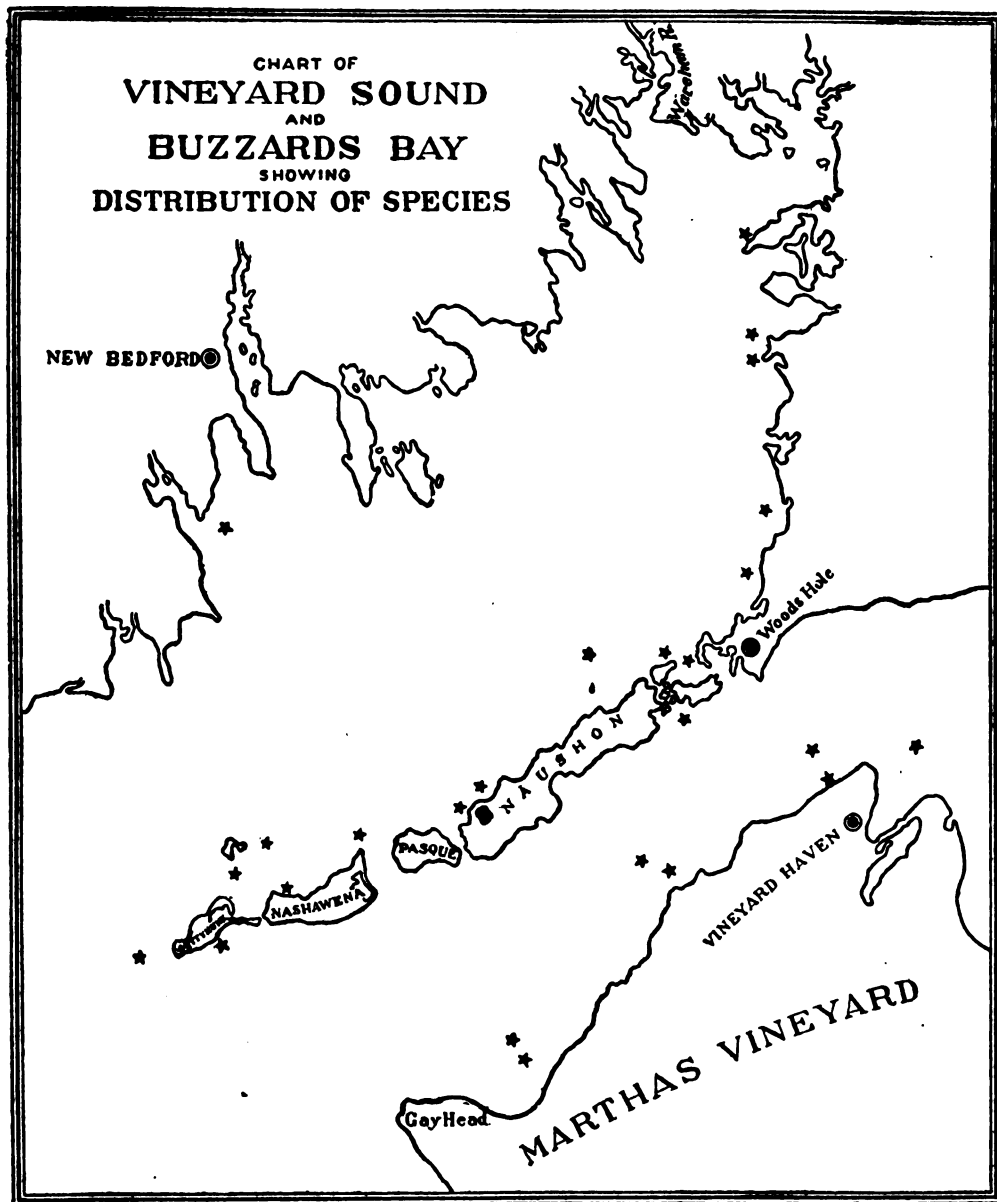 CHART OF
VINEYARD SOUND
AND
BUZZARDS BAY
SHOWING
DISTRIBUTION OF SPECIES
Wareham R.
NEW BEDFORD
Woods Hole
NAUSHON
PASQUE
NASHAWENA
VINEYARD HAVEN
MARTHAS VINEYARD
Gay Head